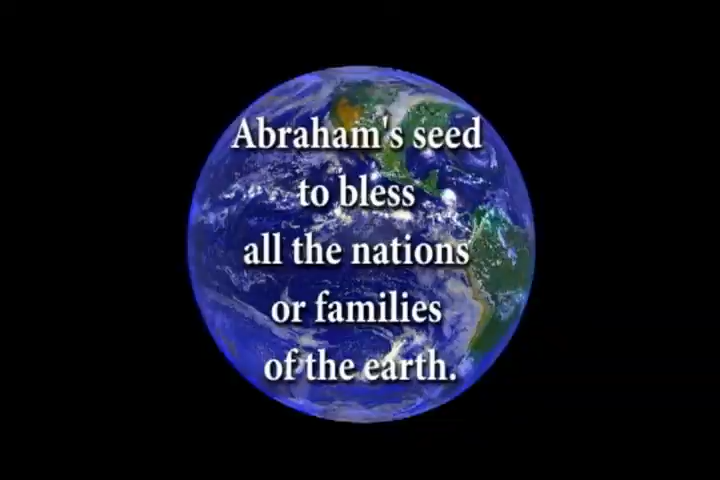 Abraham's seed
to bless
all the nations
or families
of the earth.